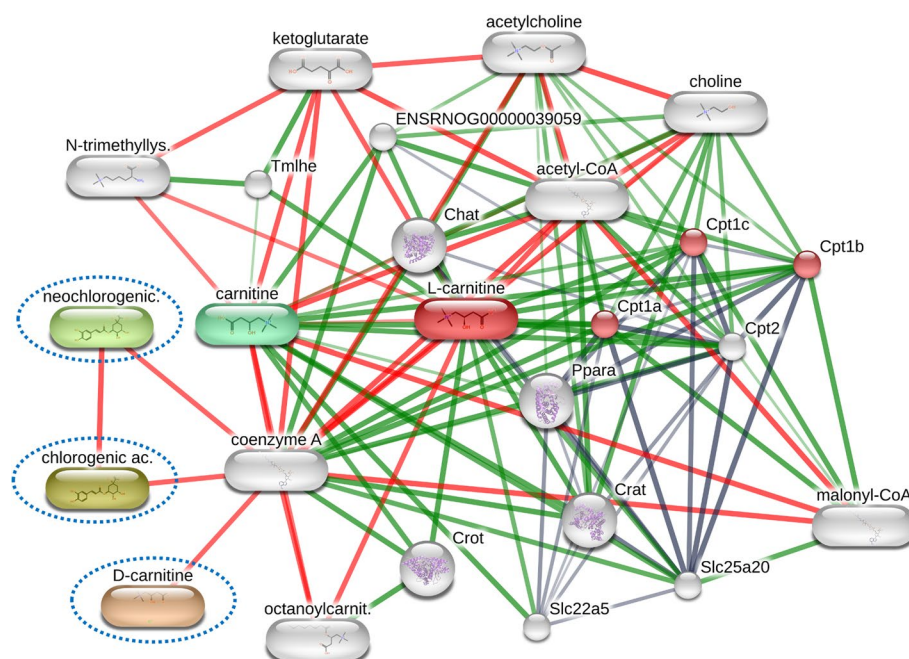 acetylcholine
ketoglutarate
choline
ENSRNOG00000039059
N-trimethyllys.
Tmlhe
acetyl-CoA
Chat
Cpt1c
Cpt1b
neochlorogenic.
carnitine
L-carnitine
Cpt1a
Cpt2
Ppara
coenzyme A
chlorogenic ac.
Crat
malonyl-CoA
Crot
Slc25a20
D-carnitine
octanoylcarnit.
Slc22a5